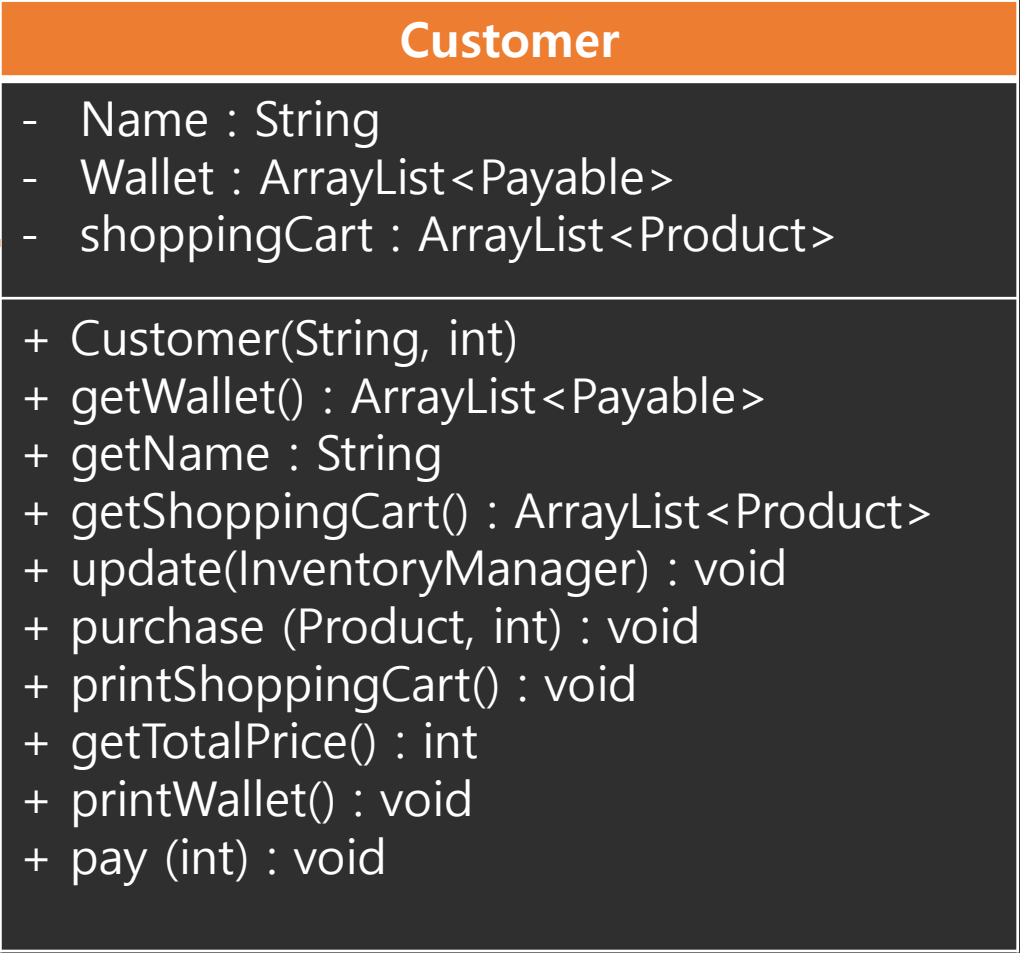 Customer
- Name : String
- Wallet : ArrayList<Payable>
- shoppingCart : ArrayList<Product>
+ Customer(String, int)
+ getWallet() : ArrayList<Payable>
+ getName : String
+ getShoppingCart() : ArrayList<Product>
+ update(InventoryManager) : void
+ purchase (Product, int) : void
+ printShoppingCart() : void
+ getTotalPrice() : int
+ printWallet() : void
+ pay (int) : void